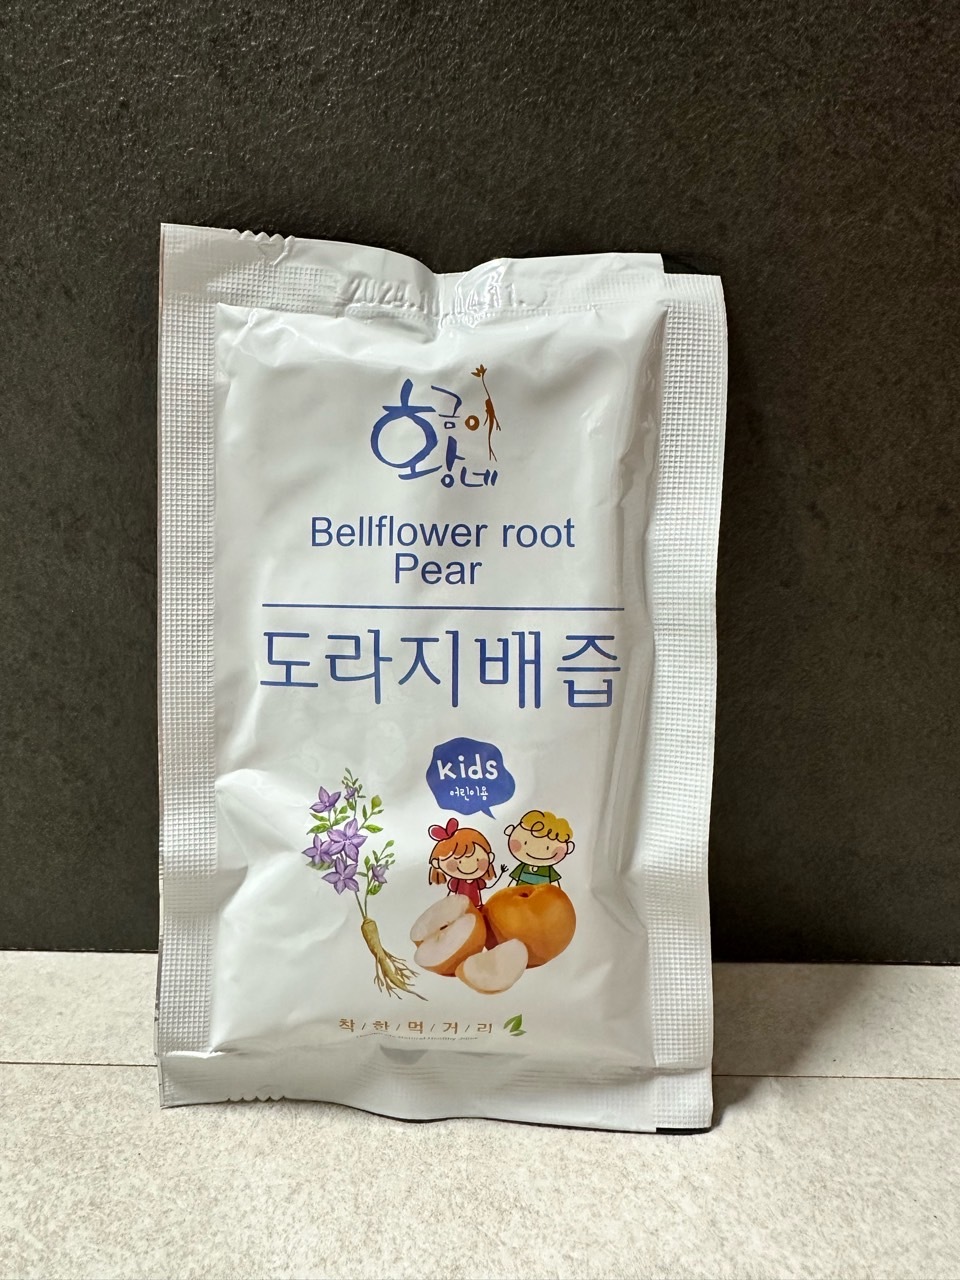 황금이네
Bellflower root
Pear
도라지배즙
kids
어린이용
착/한/먹/거/리